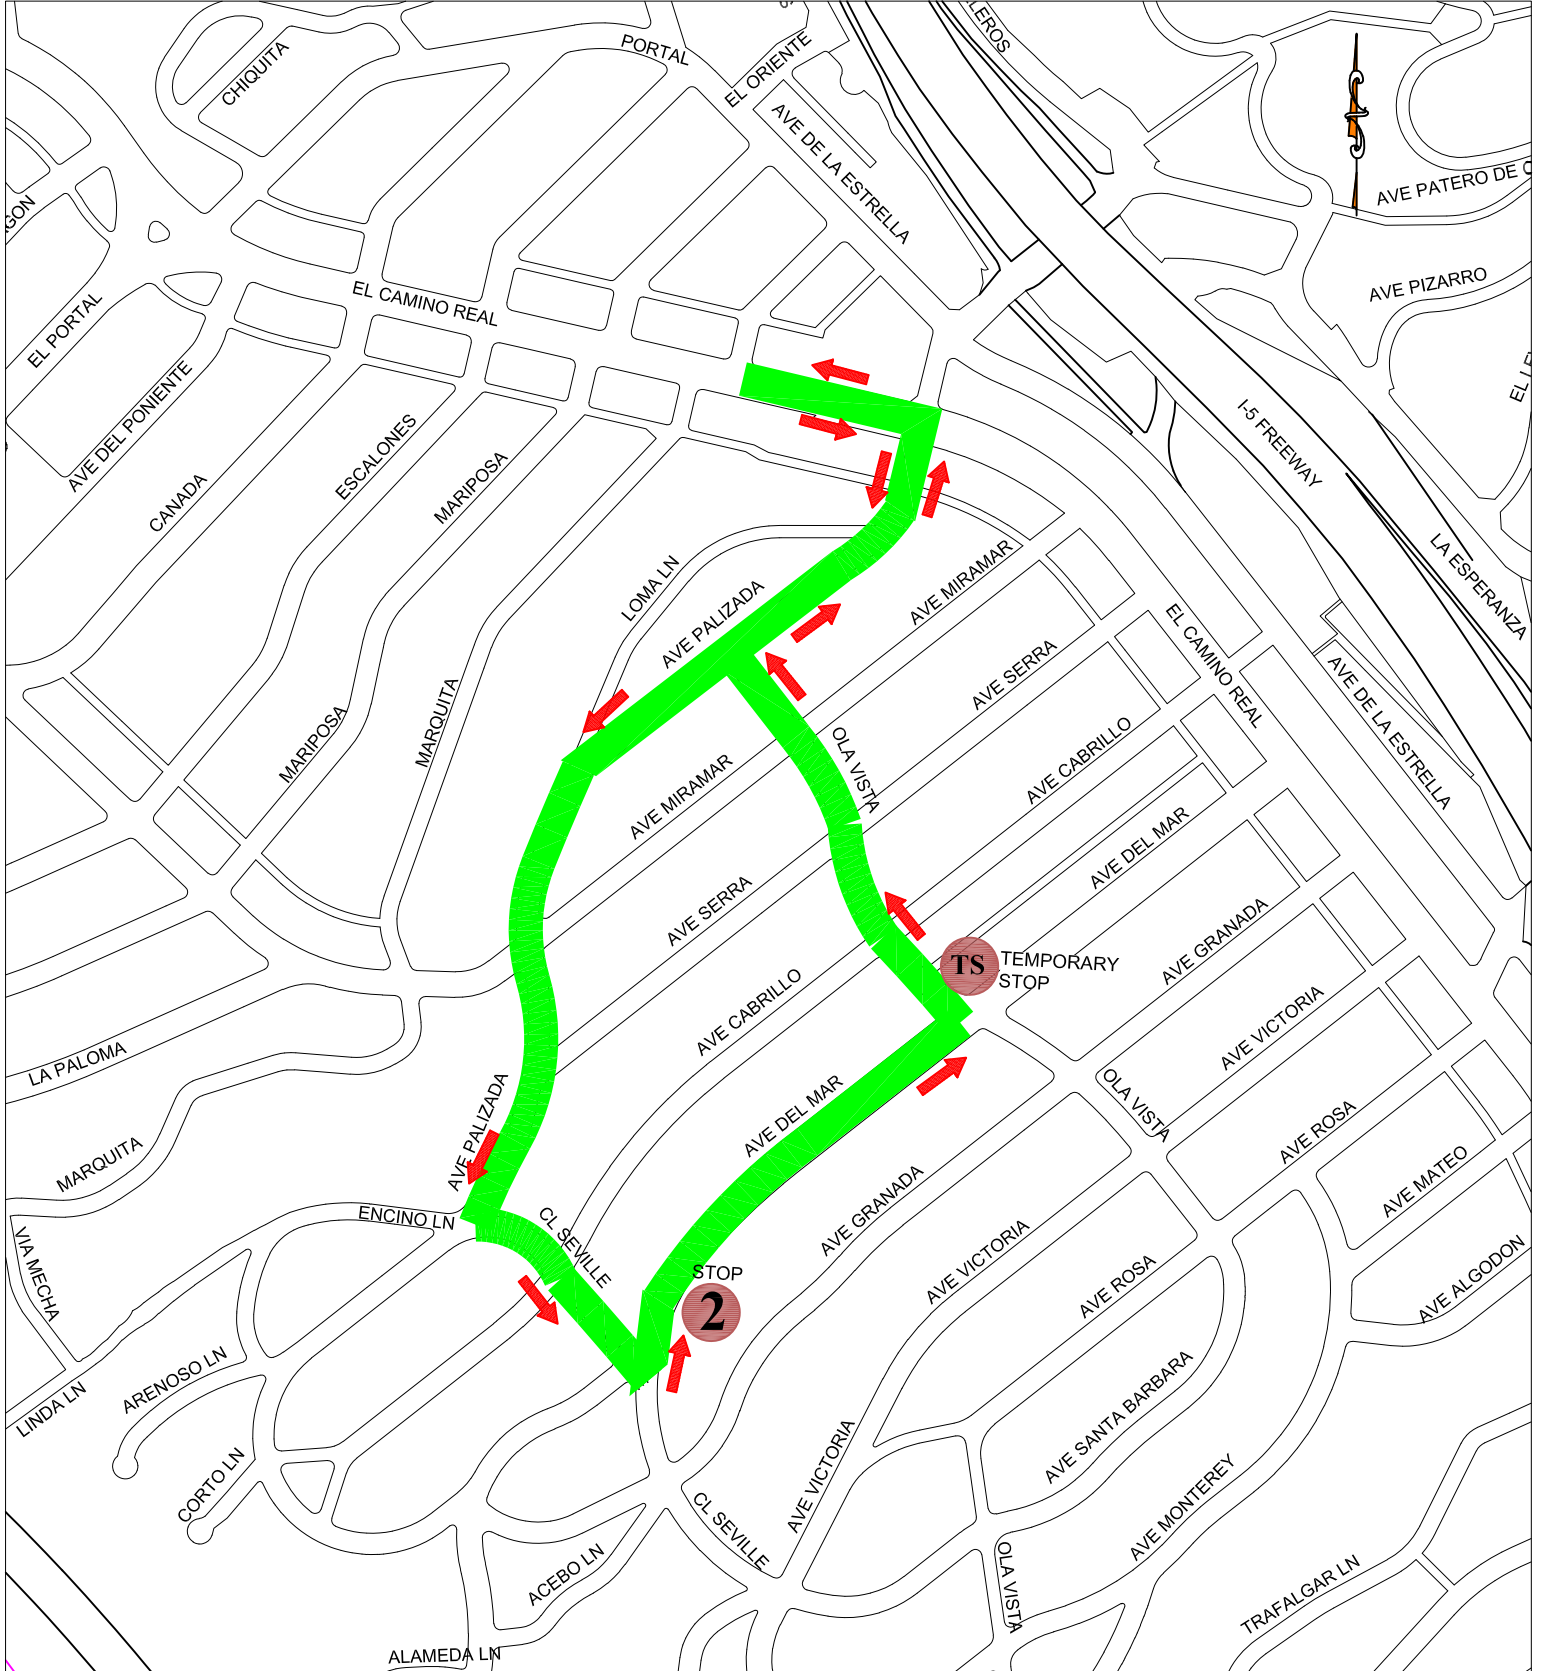 CHIQUITA
PORTAL
EL ORIENTE
AVE DE LA ESTRELLA
AVE PATERO DE
AVE PIZARRO
EL CAMINO REAL
EL PORTAL
AVE DEL PONIENTE
CANADA
ESCALONES
MARIPOSA
I-5 FREEWAY
LA ESPERANZA
LOMA LN
AVE PALIZADA
AVE MIRAMAR
AVE SERRA
EL CAMINO REAL
AVE DE LA ESTRELLA
MARIPOSA
MARQUITA
AVE MIRAMAR
OLA VISTA
AVE CABRILLO
AVE DEL MAR
AVE SERRA
AVE GRANADA
TS
TEMPORARY
STOP
AVE CABRILLO
AVE VICTORIA
LA PALOMA
AVE PALIZADA
AVE DEL MAR
OLA VISTA
AVE ROSA
MARQUITA
AVE MATEO
ENCINO LN
CL SEVILLE
AVE GRANADA
VIA MECHA
AVE VICTORIA
AVE ROSA
AVE ALGODON
STOP
2
ARENOSO LN
LINDA LN
AVE SANTA BARBARA
CORTO LN
AVE VICTORIA
AVE MONTEREY
CL SEVILLE
ACEBO LN
OLA VISTA
TRAFALGAR LN
ALAMEDA LN